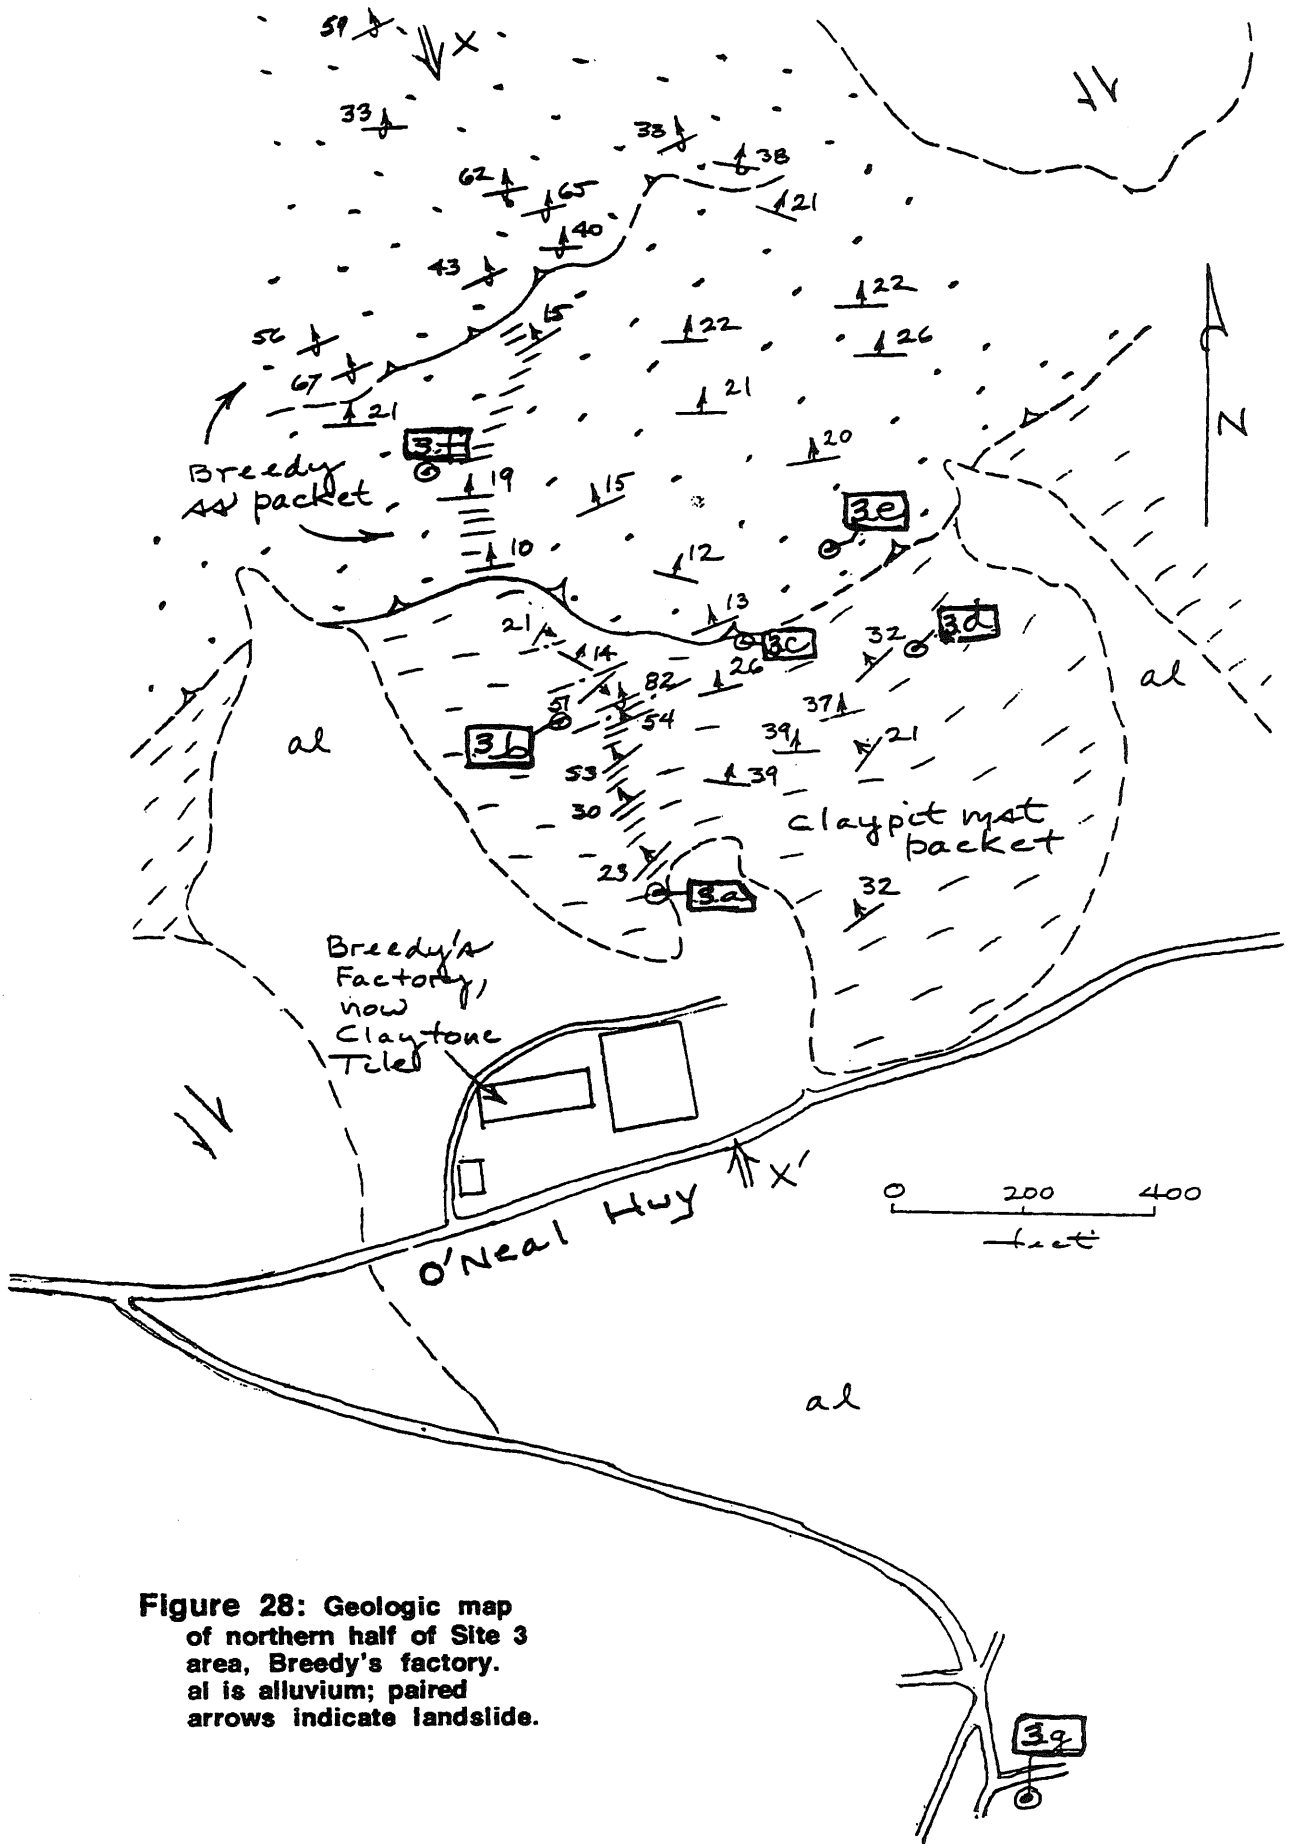 59
X
33
33
38
62
65
21
40
43
15
22
56
22
26
67
21
21
3f
20
N
Breedy
ss packet
19
15
3e
10
12
13
3d
21
3c
32
14
26
al
82
51
37
54
3b
al
39
21
53
39
30
Claypit mst
packet
23
32
3a
Breedy's
Factory,
now
Claytone
Tile
X'
0 200 400
feet
O'Neal Hwy
al
Figure 28: Geologic map
of northern half of Site 3
area, Breedy's factory.
al is alluvium; paired
arrows indicate landslide.
3g